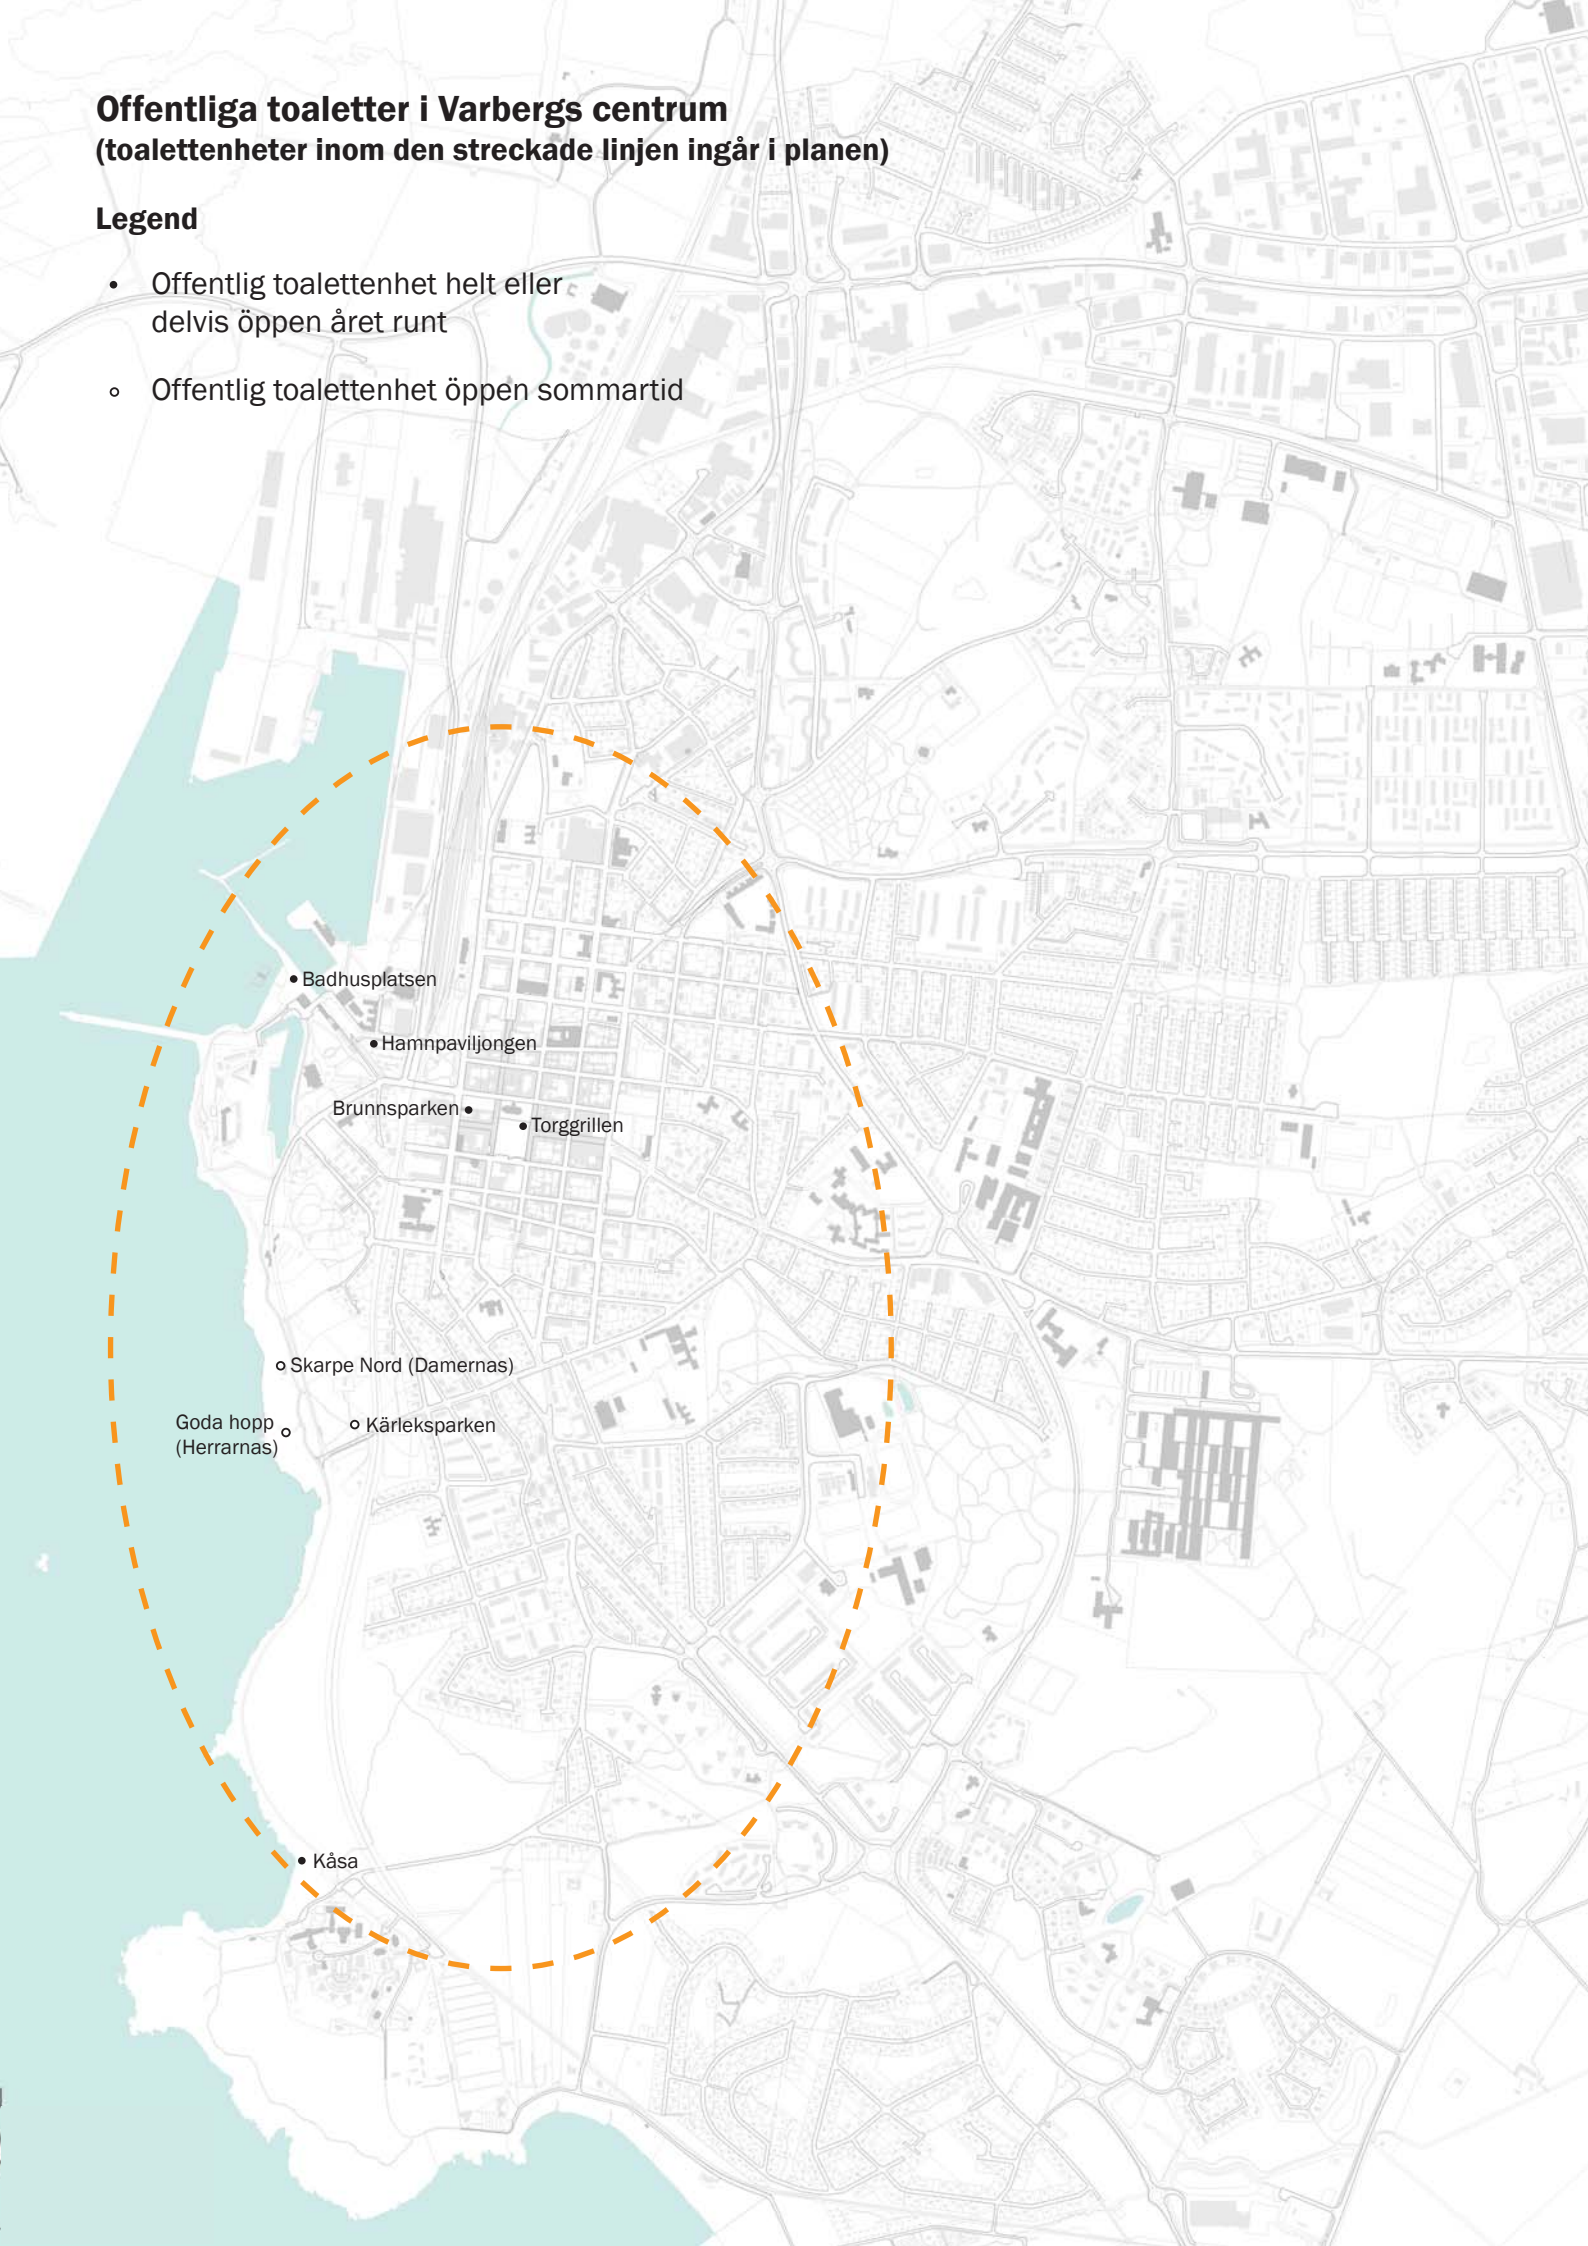 Offentliga toaletter i Varbergs centrum
(toalettenheter inom den streckade linjen ingår i planen)
Legend
• Offentlig toalettenhet helt eller
delvis öppen året runt
Offentlig toalettenhet öppen sommartid
Badhusplatsen
Hamnpaviljongen
Brunnsparken
Torggrillen
Skarpe Nord (Damernas)
Goda hopp
(Herrarnas)
Kärleksparken
Kåsa